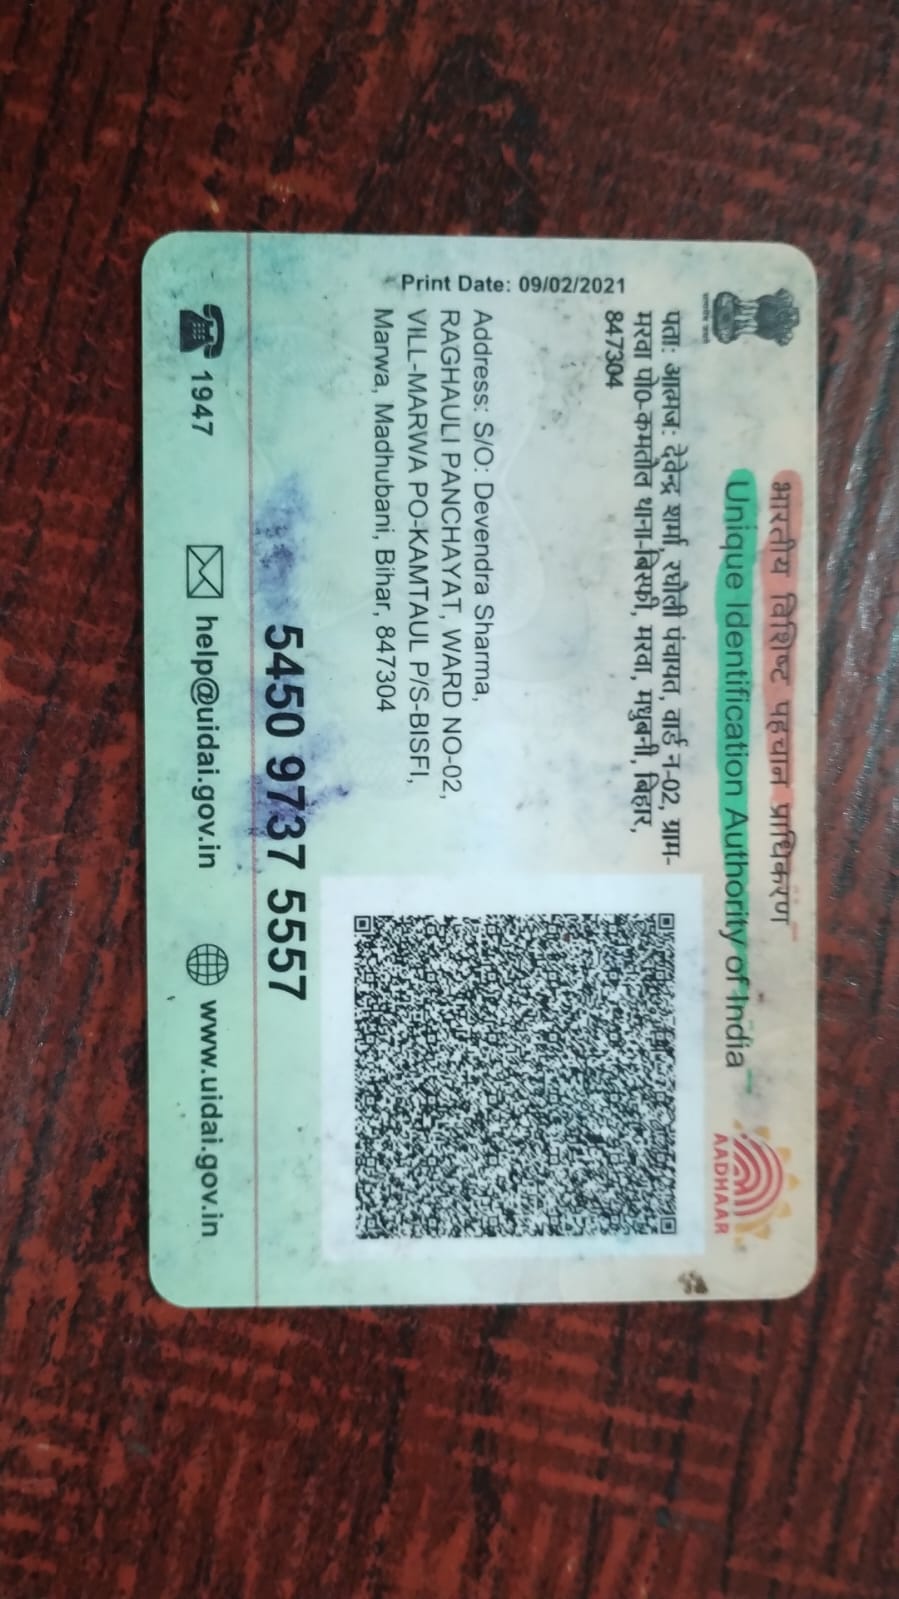 भारतीय विशिष्ट पहचान प्राधिकरण
Unique Identification Authority of India
सत्यमेव जयते
AADHAAR
पता: आत्मज: देवेन्द्र शर्मा, रघौली पंचायत, वार्ड न-02, ग्राम-
मरवा पो0-कमतौल थाना-बिस्फी, मरवा, मधुबनी, बिहार,
847304
Print Date: 09/02/2021
Address: S/O: Devendra Sharma,
RAGHAULI PANCHAYAT, WARD NO-02,
VILL-MARWA PO-KAMTAUL P/S-BISFI,
Marwa, Madhubani, Bihar, 847304
5450 9737 5557
1947
help@uidai.gov.in
www.uidai.gov.in